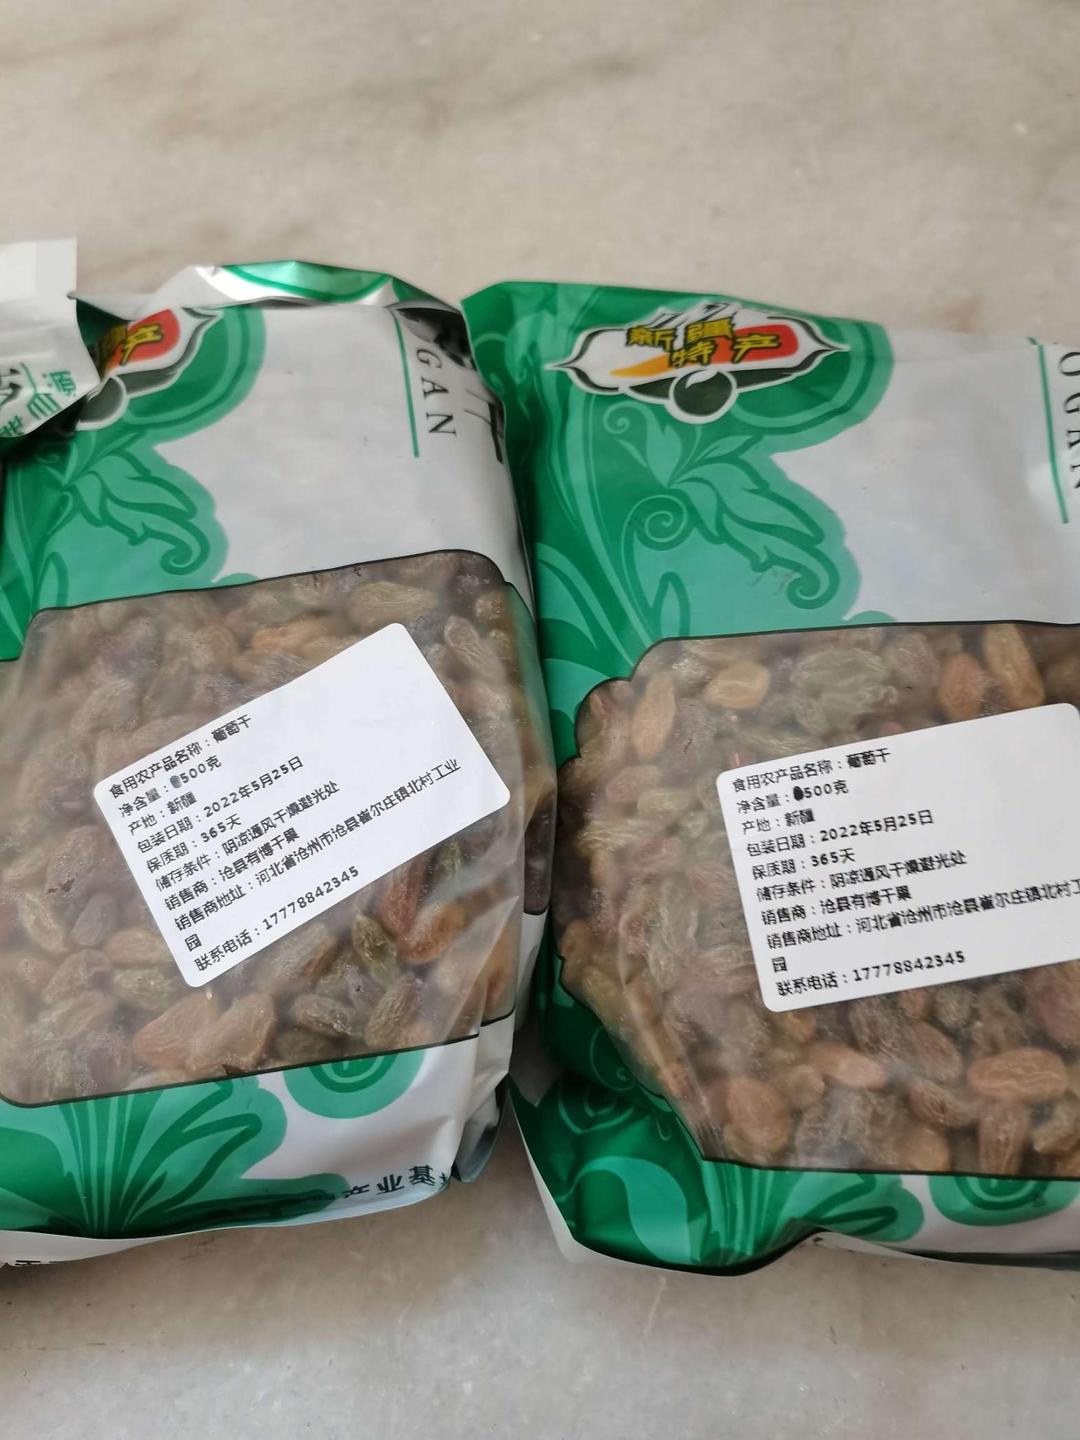 新疆
特产
GAN
食用农产品名称：葡萄干
净含量：500克
产地：新疆
包装日期：2022年5月25日
保质期：365天
储存条件：阴凉通风干燥避光处
销售商：沧县有博干果
销售商地址：河北省沧州市沧县崔尔庄镇北村工业
园
联系电话：17778842345
产业基
OGAN
食用农产品名称：葡萄干
净含量：500克
产地：新疆
包装日期：2022年5月25日
保质期：365天
储存条件：阴凉通风干燥避光处
销售商：沧县有博干果
销售商地址：河北省沧州市沧县崔尔庄镇北村工
园
联系电话：17778842345